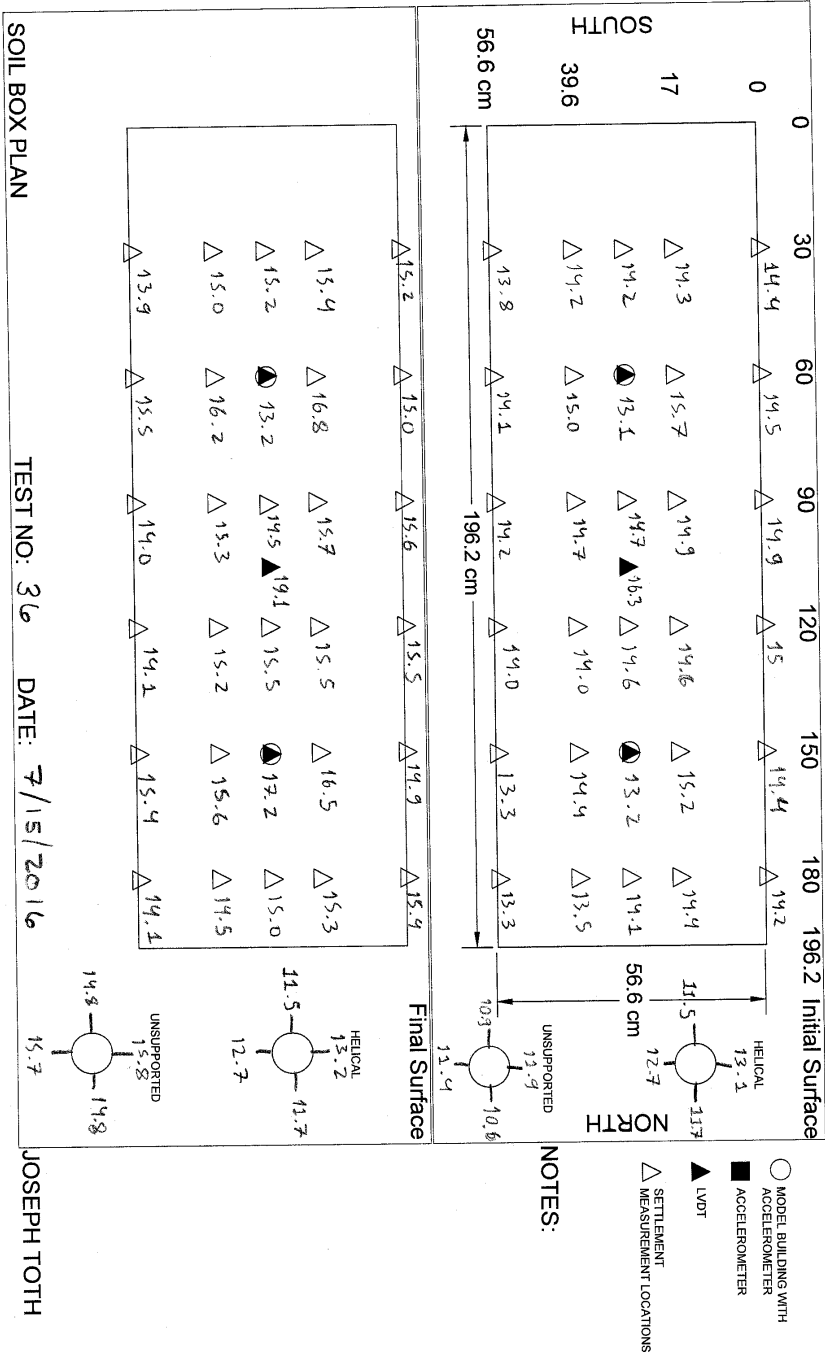 0 30 60 90 120 150 180 196.2 Initial Surface
0 14.4 14.5 14.9 15 14.4 14.2
17 14.3 15.7 14.9 14.6 15.2 14.4
14.2 13.1 14.7 16.3 14.6 13.2 14.1
39.6 14.2 15.0 14.7 14.0 14.4 13.5
56.6 cm 13.8 14.1 14.2 14.0 13.3 13.3
SOUTH
196.2 cm
56.6 cm
NORTH
HELICAL
13.1
11.5 11.7
12.7
UNSUPPORTED
11.9
10.9 10.6
11.4
Final Surface
15.2 15.0 15.6 15.5 14.9 15.4
15.4 16.8 15.7 15.5 16.5 15.3
15.2 13.2 14.5 19.1 15.5 17.2 15.0
15.0 16.2 15.3 15.2 15.6 14.5
13.9 15.5 14.0 14.1 15.4 14.1
HELICAL
13.2
11.5 11.7
12.7
UNSUPPORTED
15.8
14.8 14.8
15.7
MODEL BUILDING WITH
ACCELEROMETER
ACCELEROMETER
LVDT
SETTLEMENT
MEASUREMENT LOCATIONS
NOTES:
SOIL BOX PLAN TEST NO: 36 DATE: 7/15/2016 JOSEPH TOTH